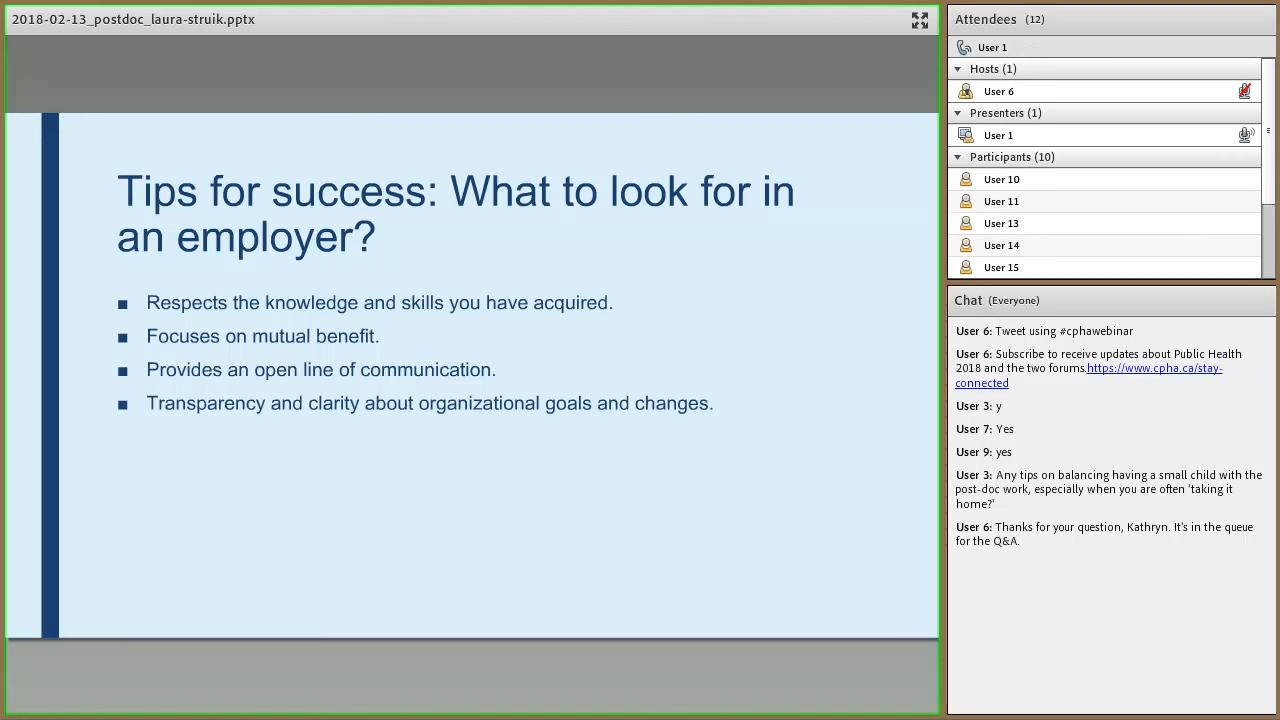 2018-02-13_postdoc_laura-struik.pptx
Tips for success: What to look for in
an employer?
■ Respects the knowledge and skills you have acquired.
■ Focuses on mutual benefit.
■ Provides an open line of communication.
■ Transparency and clarity about organizational goals and changes.
Attendees (12)
User 1
Hosts (1)
User 6
Presenters (1)
User 1
Participants (10)
User 10
User 11
User 13
User 14
User 15
Chat (Everyone)
User 6: Tweet using #cphawebinar
User 6: Subscribe to receive updates about Public Health
2018 and the two forums.https://www.cpha.ca/stay-
connected
User 3: y
User 7: Yes
User 9: yes
User 3: Any tips on balancing having a small child with the
post-doc work, especially when you are often 'taking it
home?'
User 6: Thanks for your question, Kathryn. It's in the queue
for the Q&A.